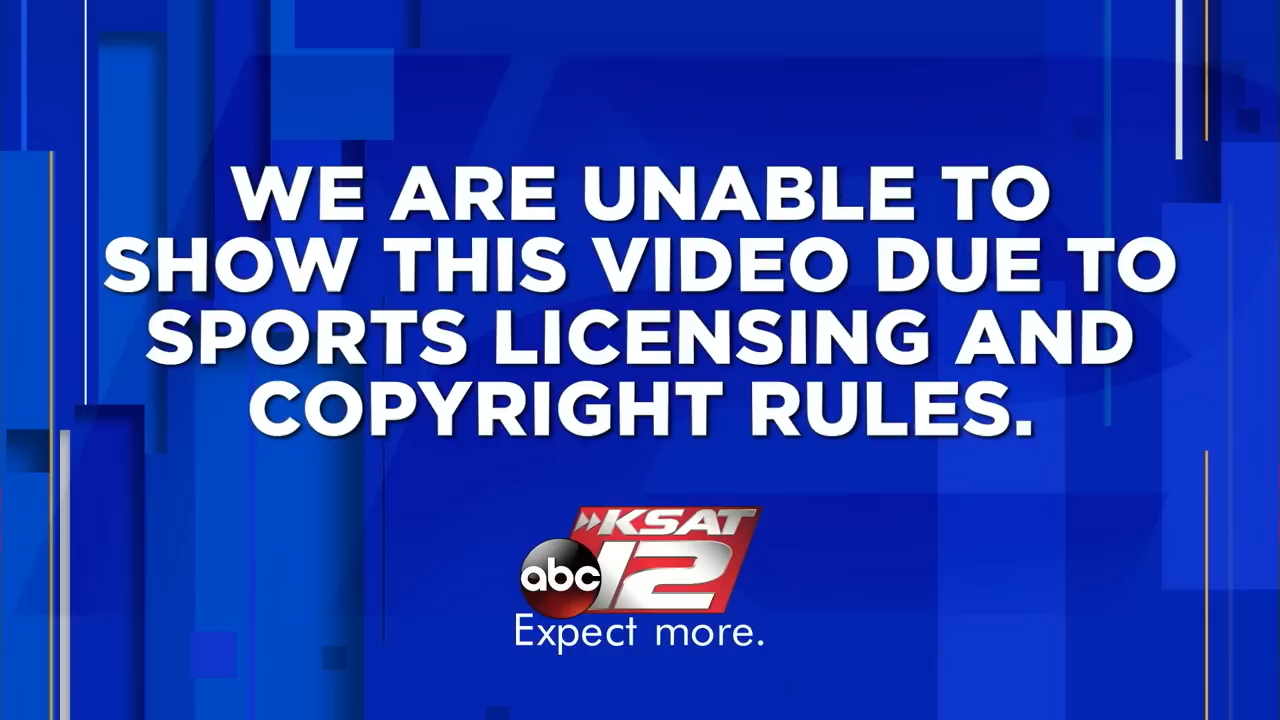 WE ARE UNABLE TO
SHOW THIS VIDEO DUE TO
SPORTS LICENSING AND
COPYRIGHT RULES.
KSAT
abc 12
Expect more.